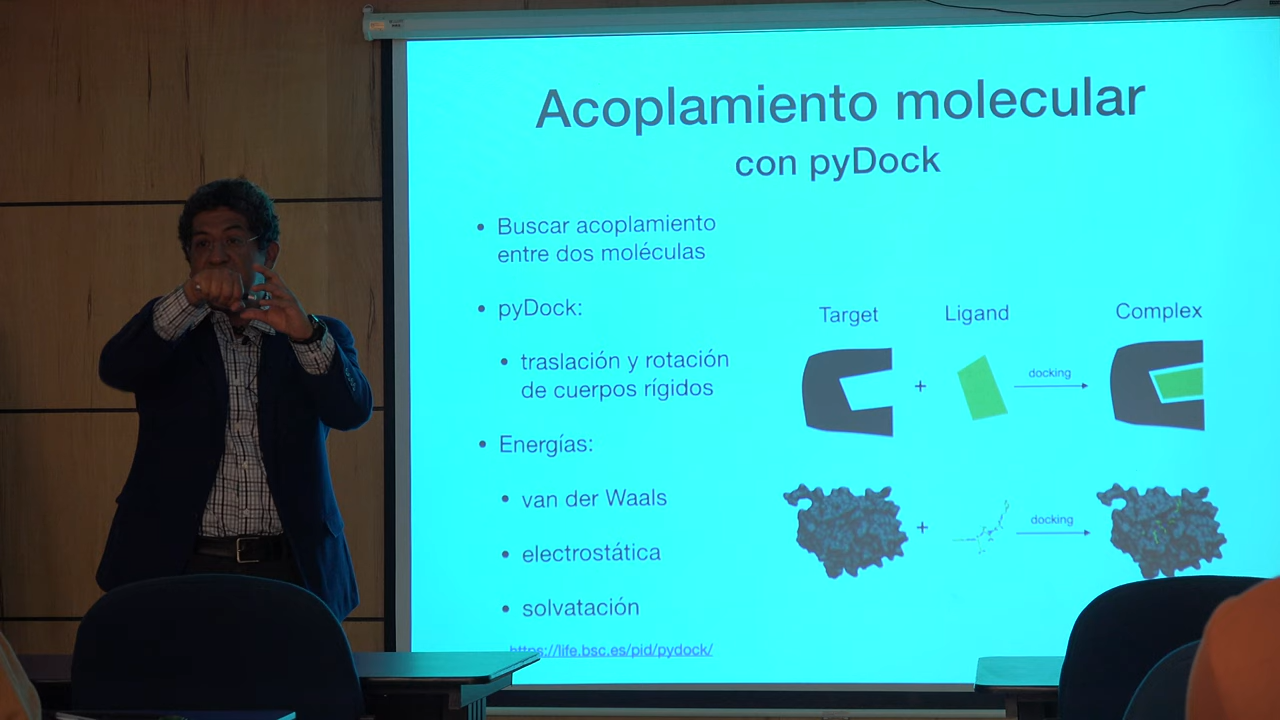 Acoplamiento molecular
con pyDock
• Buscar acoplamiento
entre dos moléculas
• pyDock:
• traslación y rotación
de cuerpos rígidos
• Energías:
• van der Waals
• electrostática
• solvatación
https://life.bsc.es/pid/pydock/
Target
Ligand
Complex
+
docking
+
docking